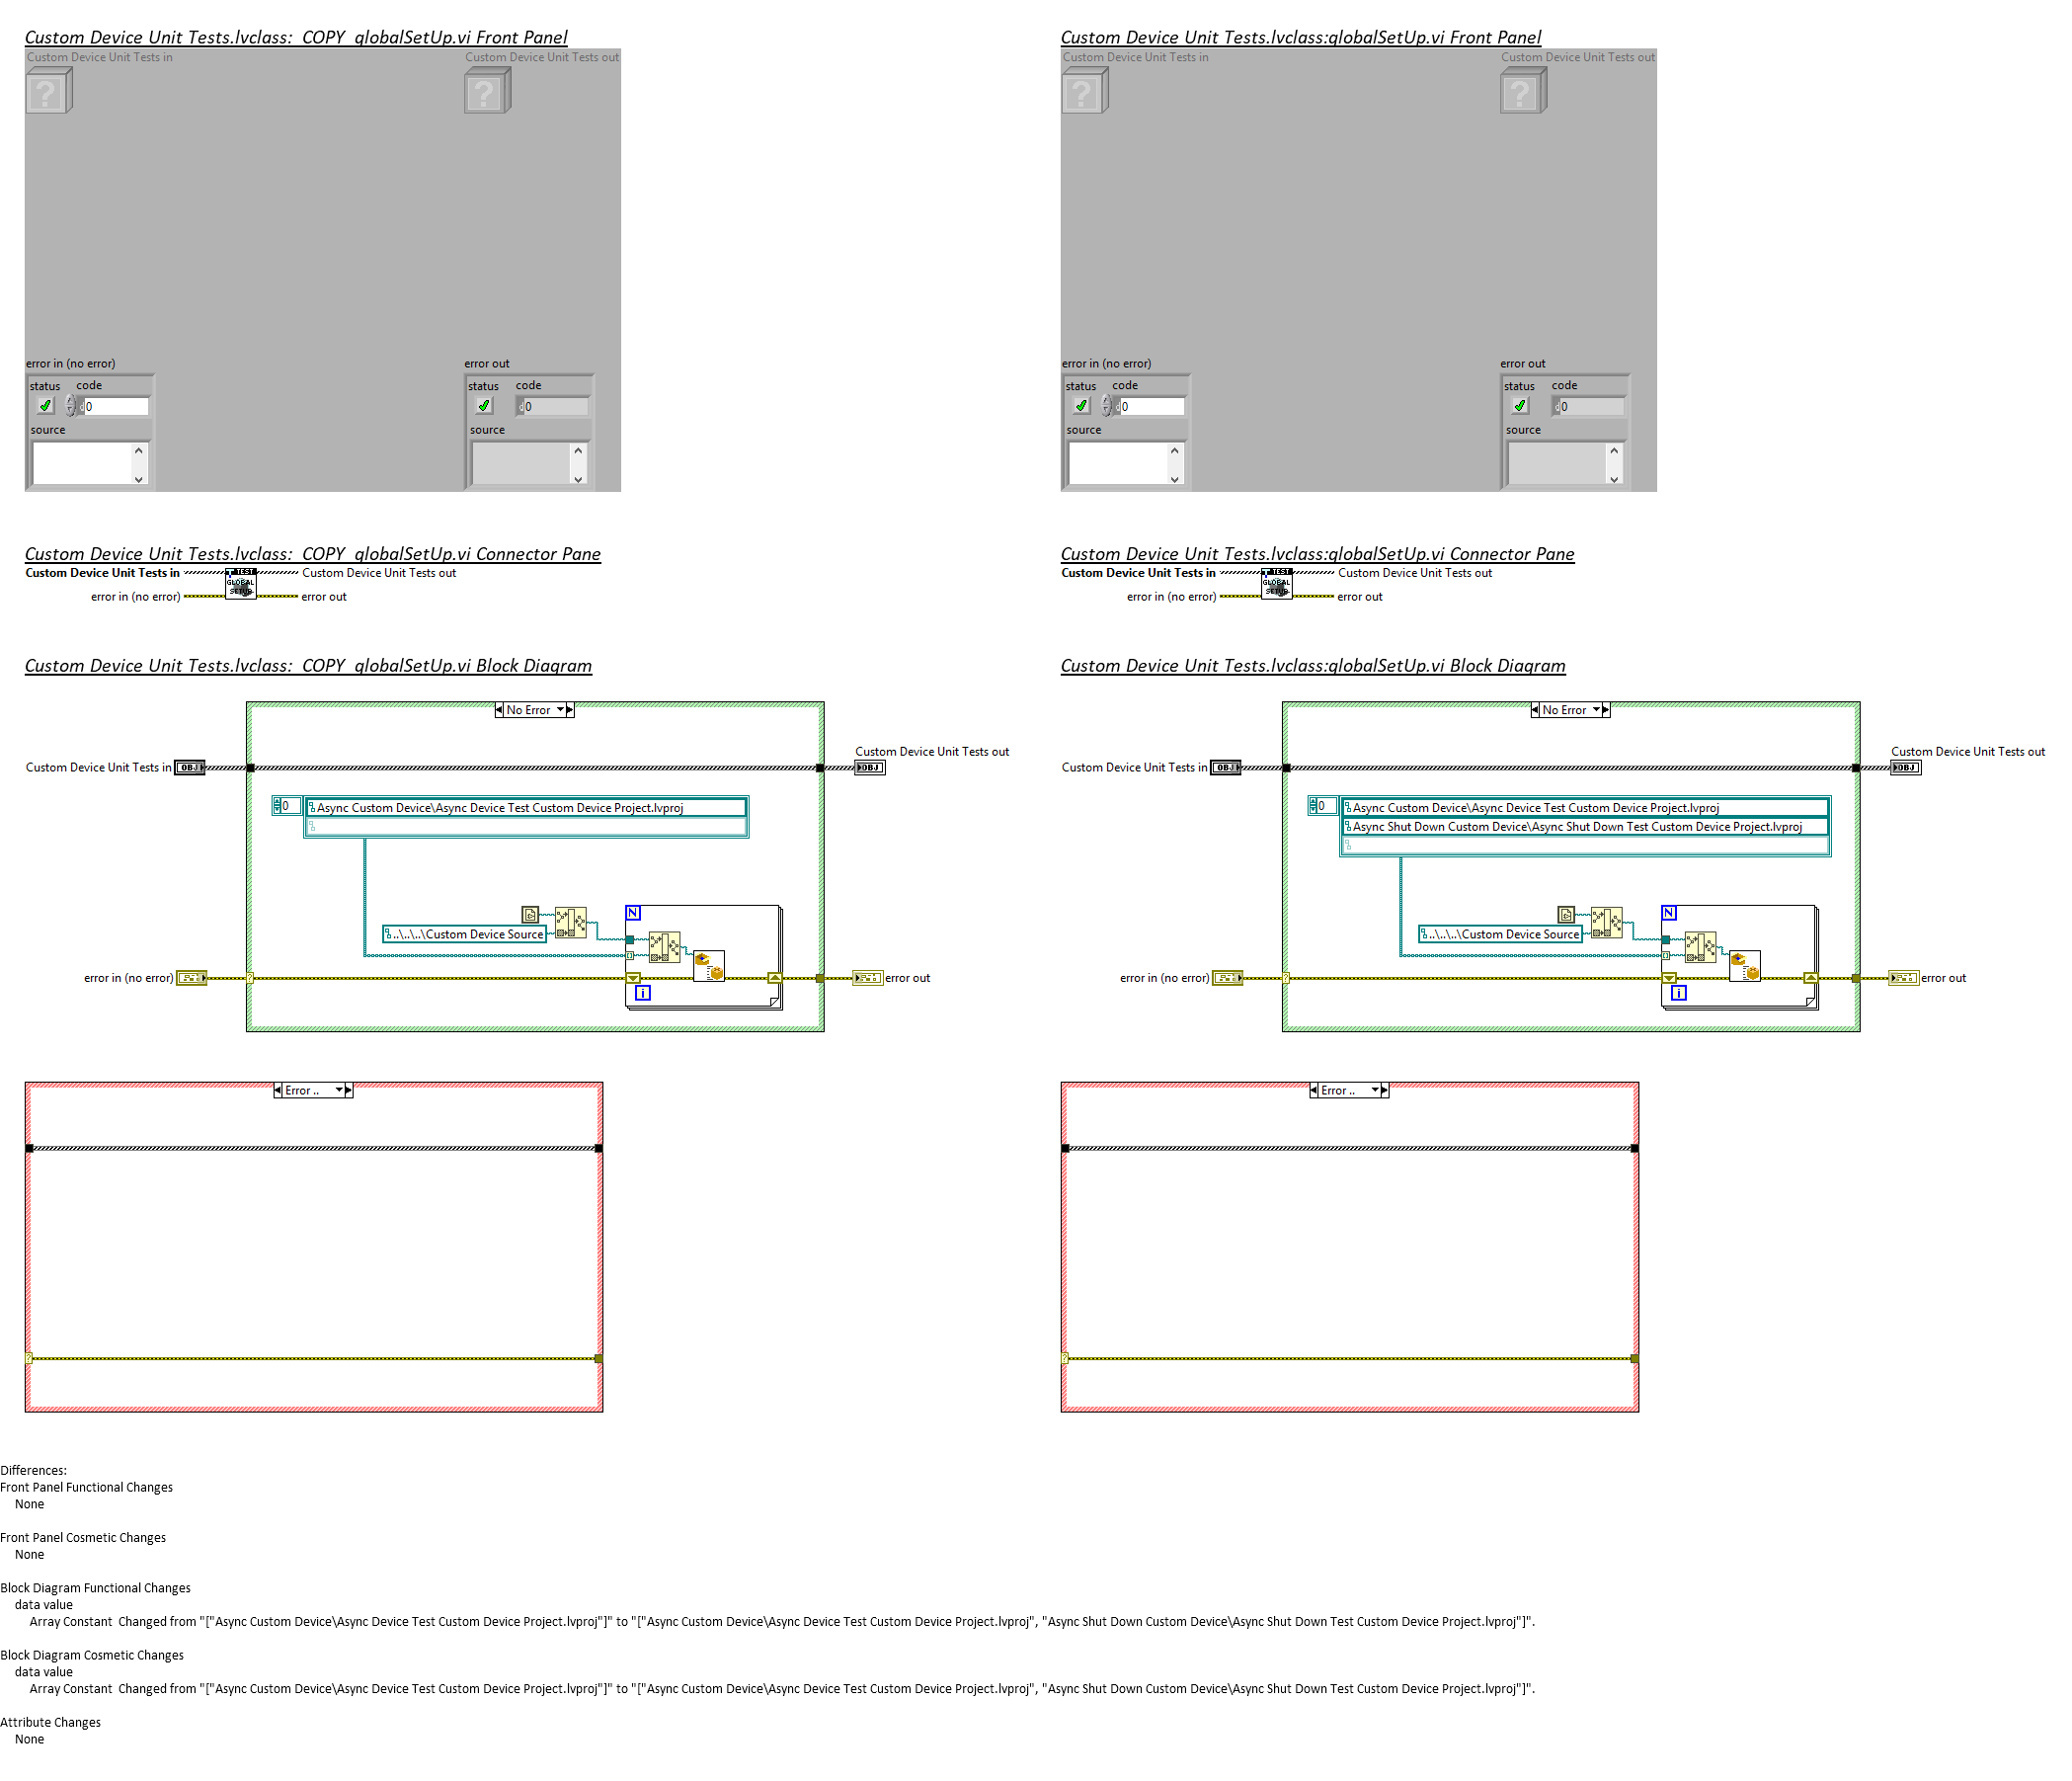 Custom Device Unit Tests.lvclass:_COPY_globalSetUp.vi Front Panel
Custom Device Unit Tests in
Custom Device Unit Tests out
?
?
error in (no error)
error out
status code
status code
0
0
source
source
Custom Device Unit Tests.lvclass:globalSetUp.vi Front Panel
Custom Device Unit Tests in
Custom Device Unit Tests out
?
?
error in (no error)
error out
status code
status code
0
0
source
source
Custom Device Unit Tests.lvclass:_COPY_globalSetUp.vi Connector Pane
Custom Device Unit Tests in
TEST
GLOBAL
SETUP
Custom Device Unit Tests out
error in (no error)
error out
Custom Device Unit Tests.lvclass:globalSetUp.vi Connector Pane
Custom Device Unit Tests in
TEST
GLOBAL
SETUP
Custom Device Unit Tests out
error in (no error)
error out
Custom Device Unit Tests.lvclass:_COPY_globalSetUp.vi Block Diagram
No Error
Custom Device Unit Tests in
OBJ
Custom Device Unit Tests out
OBJ
0
Async Custom Device\Async Device Test Custom Device Project.lvproj
N
..\..\..\Custom Device Source
error in (no error)
?
i
error out
Error ..
?
Custom Device Unit Tests.lvclass:globalSetUp.vi Block Diagram
No Error
Custom Device Unit Tests in
OBJ
Custom Device Unit Tests out
OBJ
0
Async Custom Device\Async Device Test Custom Device Project.lvproj
Async Shut Down Custom Device\Async Shut Down Test Custom Device Project.lvproj
N
..\..\..\Custom Device Source
error in (no error)
?
i
error out
Error ..
?
Differences:
Front Panel Functional Changes
None
Front Panel Cosmetic Changes
None
Block Diagram Functional Changes
data value
Array Constant  Changed from "["Async Custom Device\Async Device Test Custom Device Project.lvproj"]" to "["Async Custom Device\Async Device Test Custom Device Project.lvproj", "Async Shut Down Custom Device\Async Shut Down Test Custom Device Project.lvproj"]".
Block Diagram Cosmetic Changes
data value
Array Constant  Changed from "["Async Custom Device\Async Device Test Custom Device Project.lvproj"]" to "["Async Custom Device\Async Device Test Custom Device Project.lvproj", "Async Shut Down Custom Device\Async Shut Down Test Custom Device Project.lvproj"]".
Attribute Changes
None